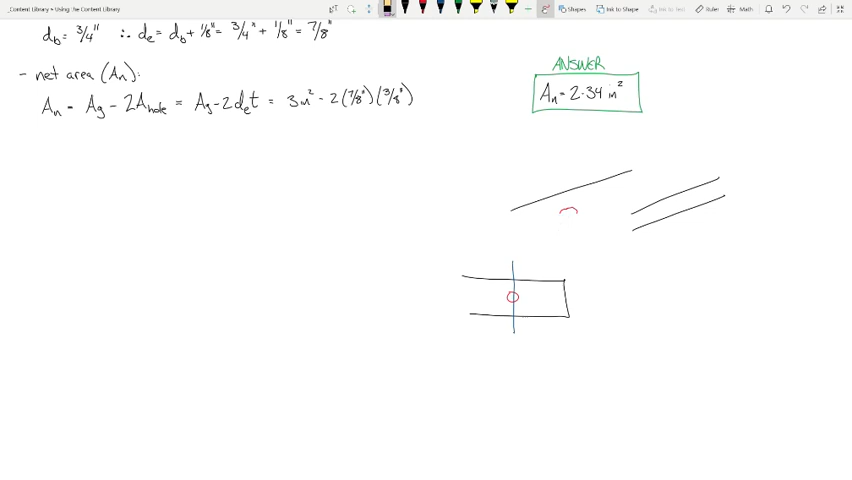 _Content Library » Using the Content Library
Shapes
Ink to Shape
Ink to Text
Ruler
Math
d_b = 3/4" ∴ d_e = d_b + 1/8" = 3/4" + 1/8" = 7/8"
- net area (A_n):
A_n = A_g - 2A_hole = A_g - 2d_e t = 3in² - 2(7/8")(3/8")
ANSWER
A_n = 2.34 in²